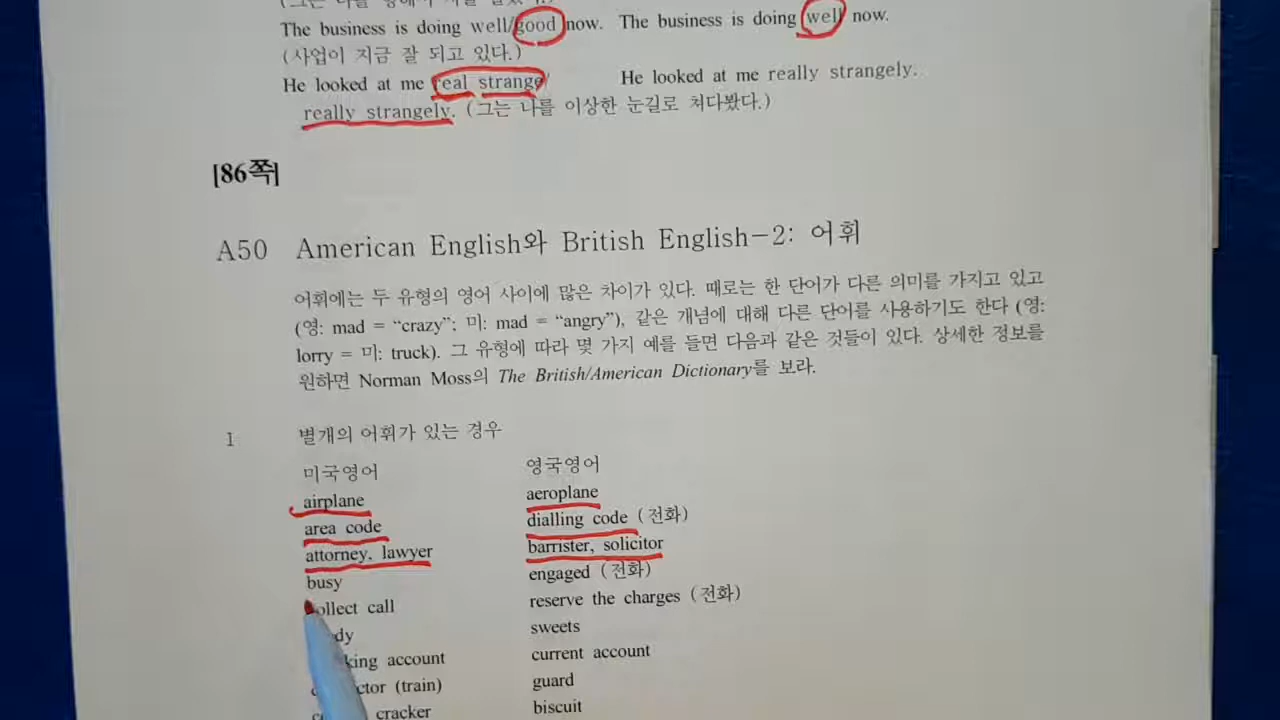 The business is doing well/good now. The business is doing well now.
(사업이 지금 잘 되고 있다.)
He looked at me real strange/ He looked at me really strangely.
really strangely. (그는 나를 이상한 눈길로 쳐다봤다.)
[86쪽]
A50 American English와 British English-2: 어휘
어휘에는 두 유형의 영어 사이에 많은 차이가 있다. 때로는 한 단어가 다른 의미를 가지고 있고
(영: mad = “crazy”; 미: mad = “angry”), 같은 개념에 대해 다른 단어를 사용하기도 한다 (영:
lorry = 미: truck). 그 유형에 따라 몇 가지 예를 들면 다음과 같은 것들이 있다. 상세한 정보를
원하면 Norman Moss의 The British/American Dictionary를 보라.
1 별개의 어휘가 있는 경우
미국영어 영국영어
airplane aeroplane
area code dialling code (전화)
attorney, lawyer barrister, solicitor
busy engaged (전화)
collect call reserve the charges (전화)
sweets
account current account
(train) guard
cracker biscuit